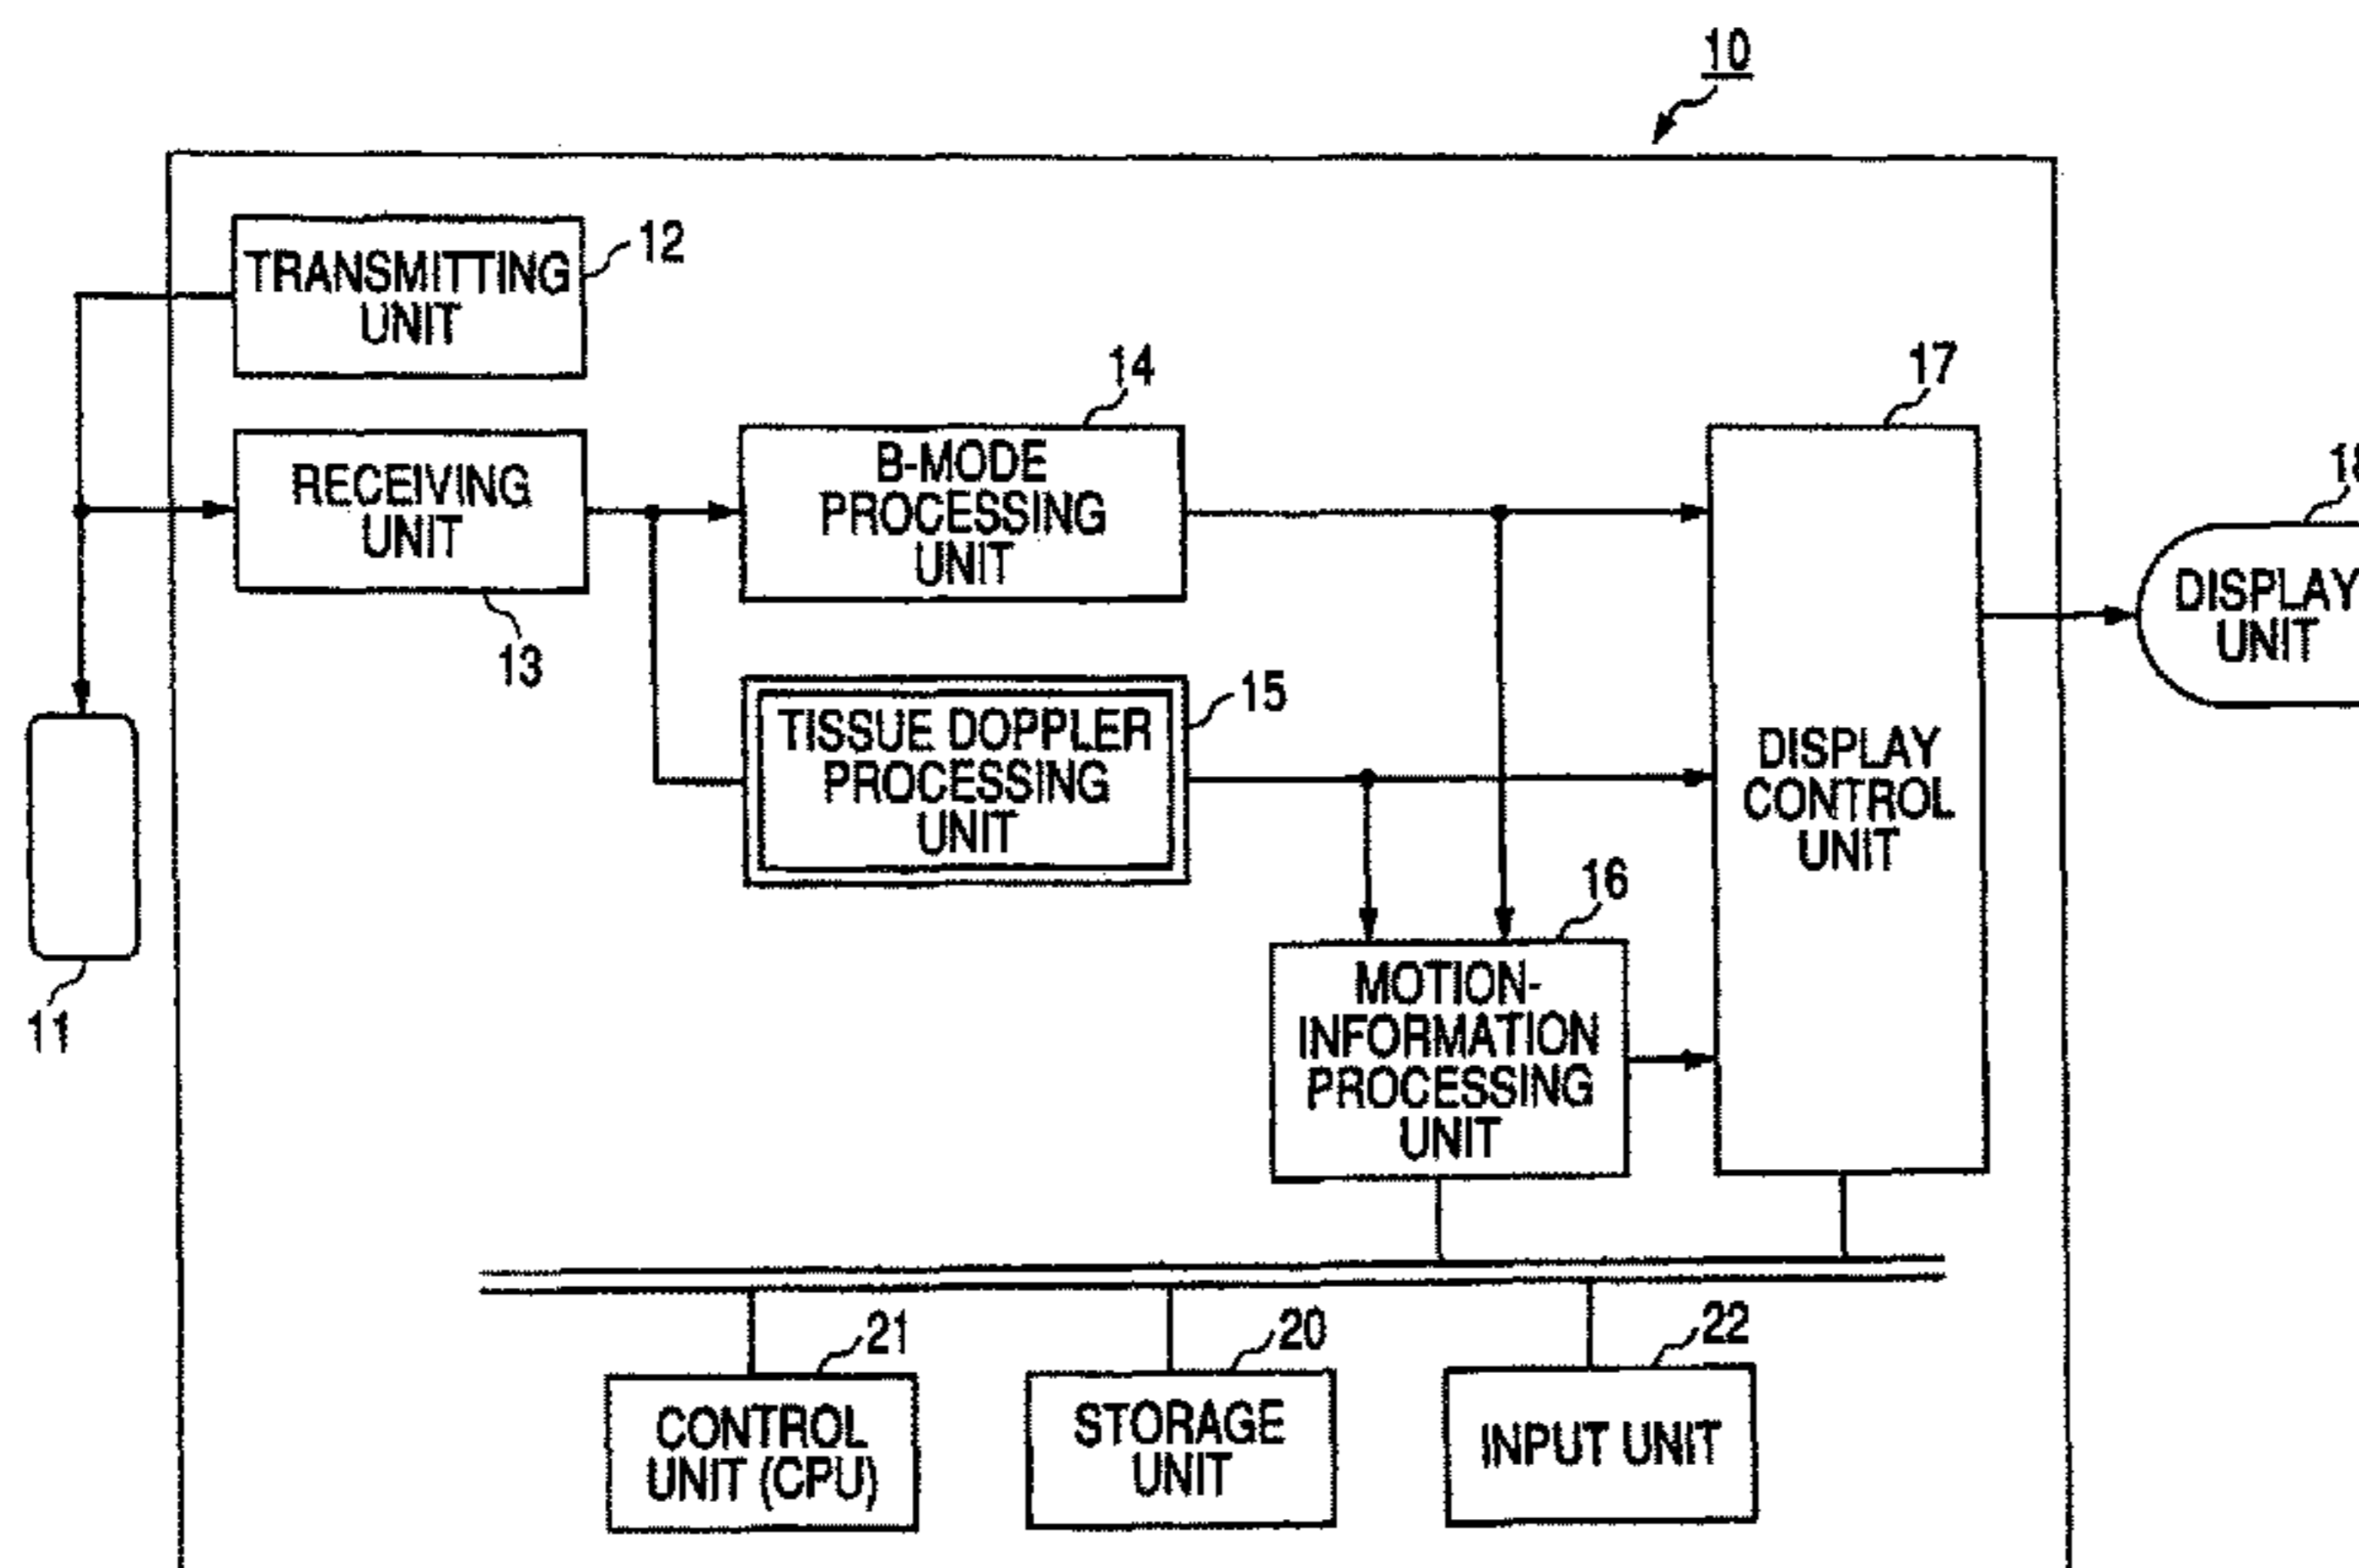 10
TRANSMITTING
UNIT
12
14
17
RECEIVING
UNIT
13
B-MODE
PROCESSING
UNIT
DISPLAY
UNIT
TISSUE DOPPLER
PROCESSING
UNIT
15
DISPLAY
CONTROL
UNIT
16
11
MOTION-
INFORMATION
PROCESSING
UNIT
21
20
22
CONTROL
UNIT (CPU)
STORAGE
UNIT
INPUT UNIT